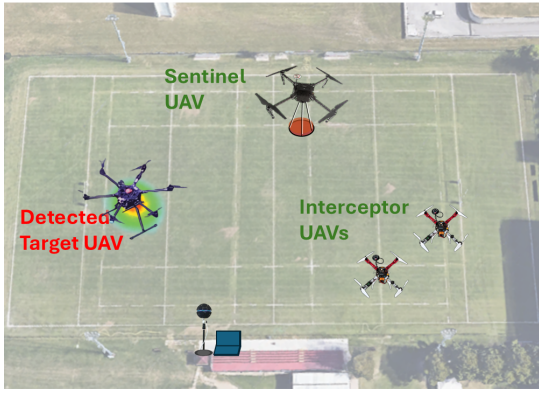 Sentinel
UAV
Detected
Target UAV
Interceptor
UAVs